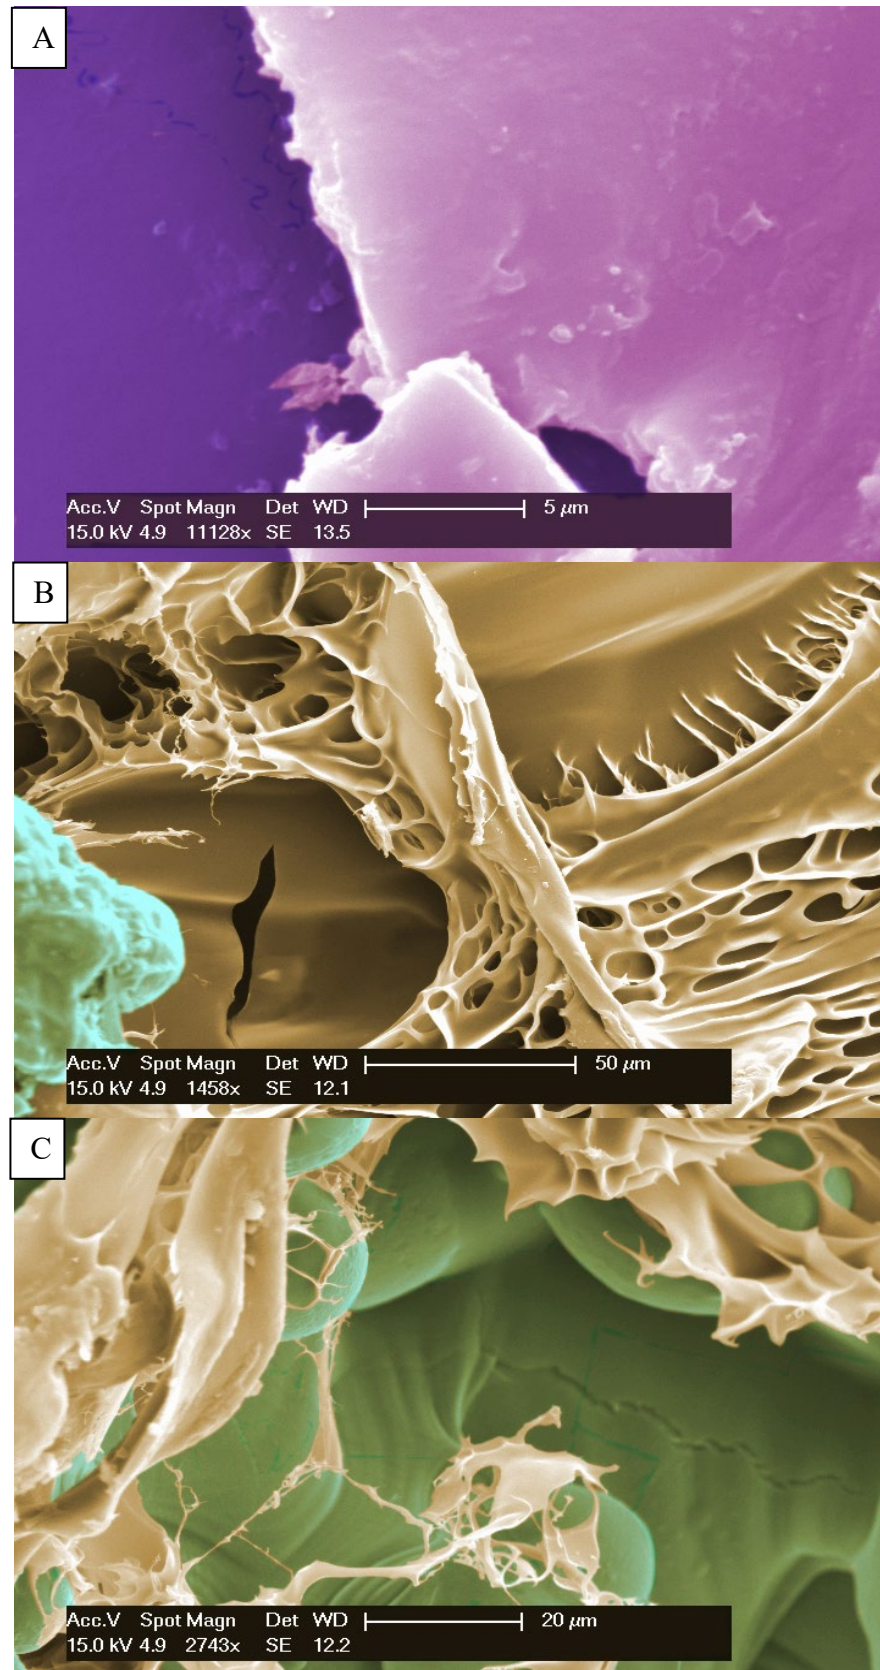 A
Acc.V Spot Magn Det WD 5 μm
15.0 kV 4.9 11128x SE 13.5
B
Acc.V Spot Magn Det WD 50 μm
15.0 kV 4.9 1458x SE 12.1
C
Acc.V Spot Magn Det WD 20 μm
15.0 kV 4.9 2743x SE 12.2